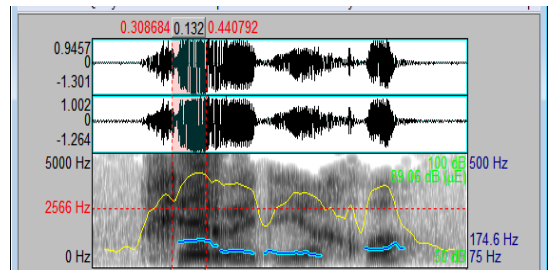 0.308684 0.132 0.440792
0.9457
0
-1.301
1.002
0
-1.264
5000 Hz 100 dB 500 Hz
89.06 dB (µE)
2566 Hz
174.6 Hz
0 Hz 50 dB 75 Hz